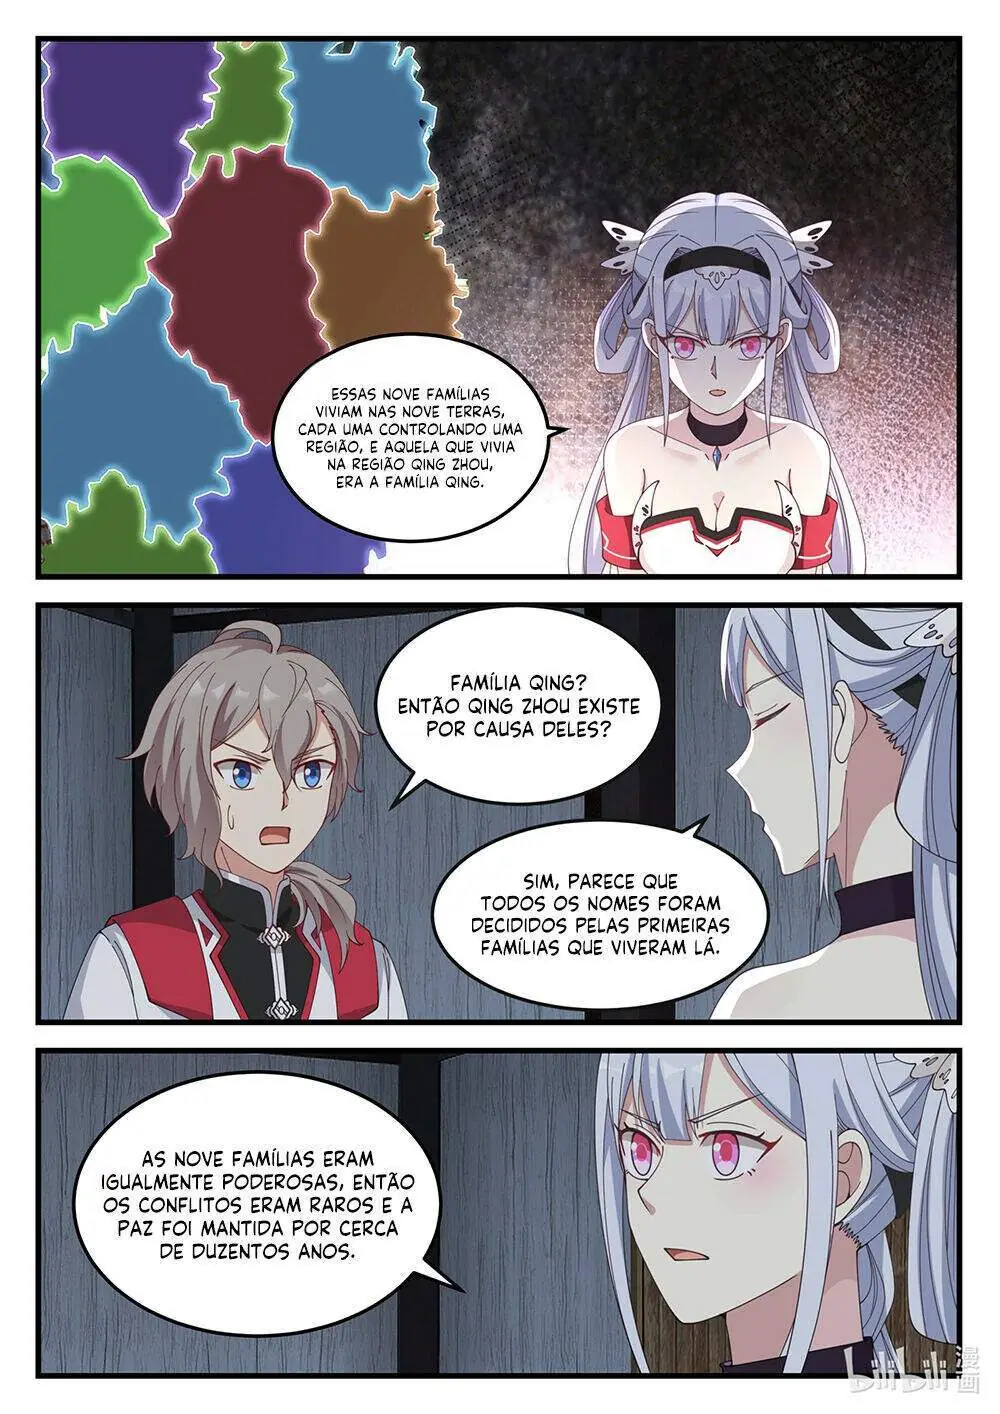 ESSAS NOVE FAMÍLIAS
VIVIAM NAS NOVE TERRAS,
CADA UMA CONTROLANDO UMA
REGIÃO, E AQUELA QUE VIVIA
NA REGIÃO QING ZHOU,
ERA A FAMÍLIA QING.
FAMÍLIA QING?
ENTÃO QING ZHOU EXISTE
POR CAUSA DELES?
SIM, PARECE QUE
TODOS OS NOMES FORAM
DECIDIDOS PELAS PRIMEIRAS
FAMÍLIAS QUE VIVERAM LÁ.
AS NOVE FAMÍLIAS ERAM
IGUALMENTE PODEROSAS, ENTÃO
OS CONFLITOS ERAM RAROS E A
PAZ FOI MANTIDA POR CERCA
DE DUZENTOS ANOS.
bilibili 漫画